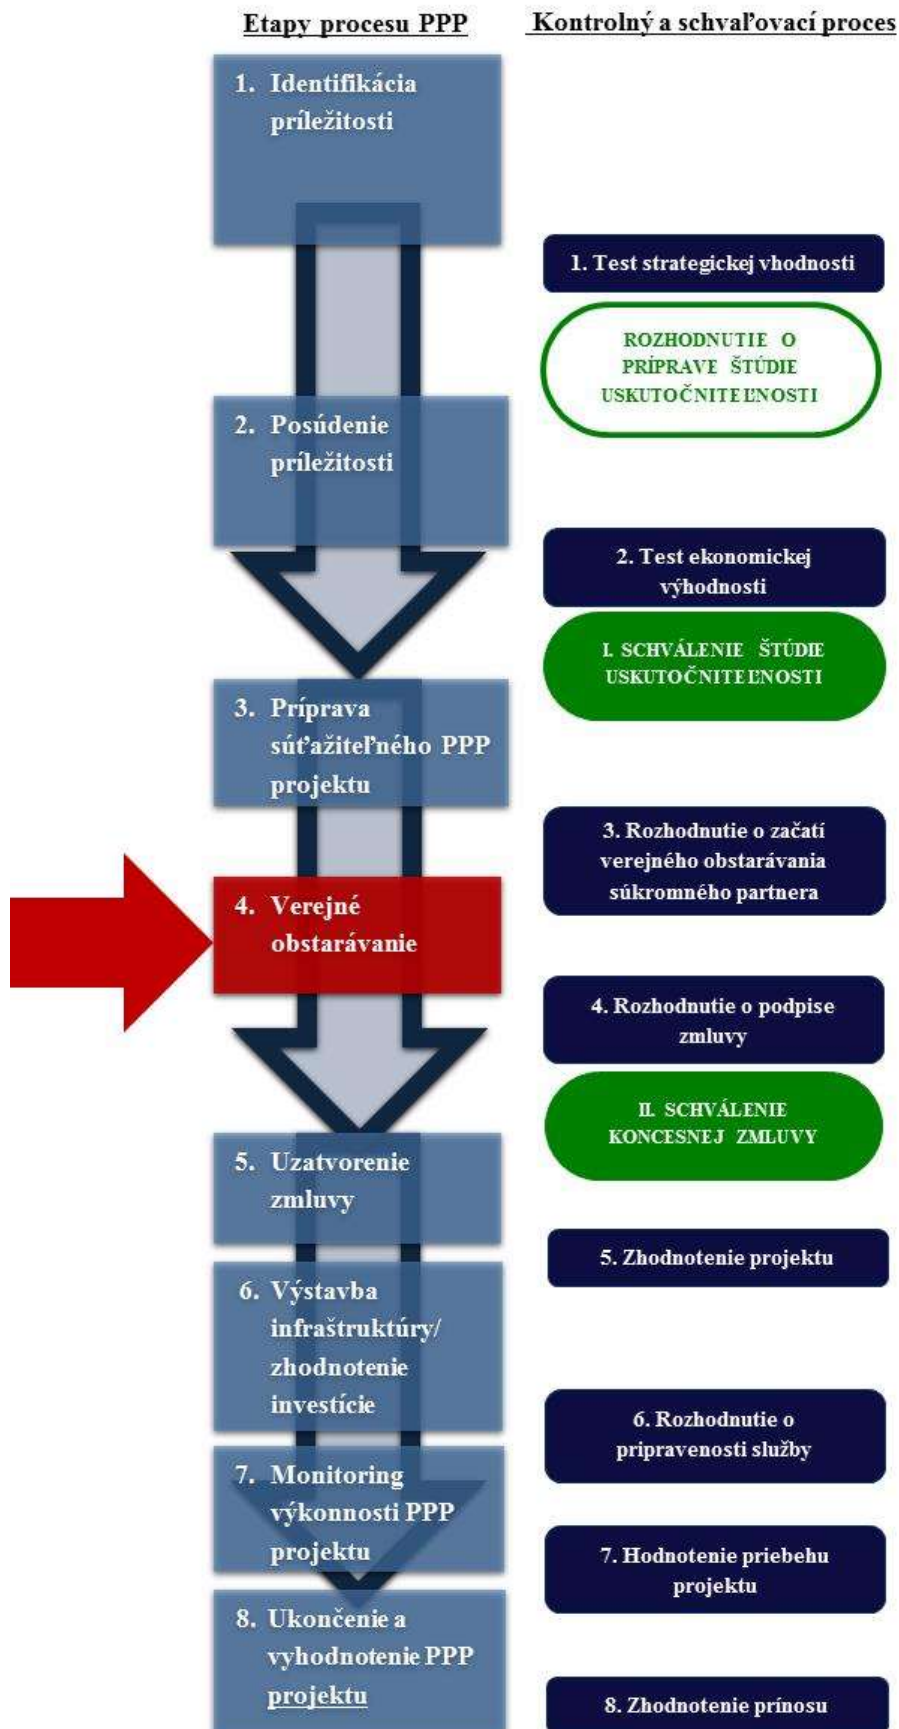 Etapy procesu PPP
Kontrolný a schvaľovací proces
1. Identifikácia
príležitosti
1. Test strategickej vhodnosti
ROZHODNUTIE O
PRÍPRAVE ŠTÚDIE
USKUTOČNITEĽNOSTI
2. Posúdenie
príležitosti
2. Test ekonomickej
výhodnosti
I. SCHVÁLENIE ŠTÚDIE
USKUTOČNITEĽNOSTI
3. Príprava
súťažiteľného PPP
projektu
3. Rozhodnutie o začatí
verejného obstarávania
súkromného partnera
4. Verejné
obstarávanie
4. Rozhodnutie o podpise
zmluvy
II. SCHVÁLENIE
KONCESNEJ ZMLUVY
5. Uzatvorenie
zmluvy
5. Zhodnotenie projektu
6. Výstavba
infraštruktúry/
zhodnotenie
investície
6. Rozhodnutie o
pripravenosti služby
7. Monitoring
výkonnosti PPP
projektu
7. Hodnotenie priebehu
projektu
8. Ukončenie a
vyhodnotenie PPP
projektu
8. Zhodnotenie prínosu